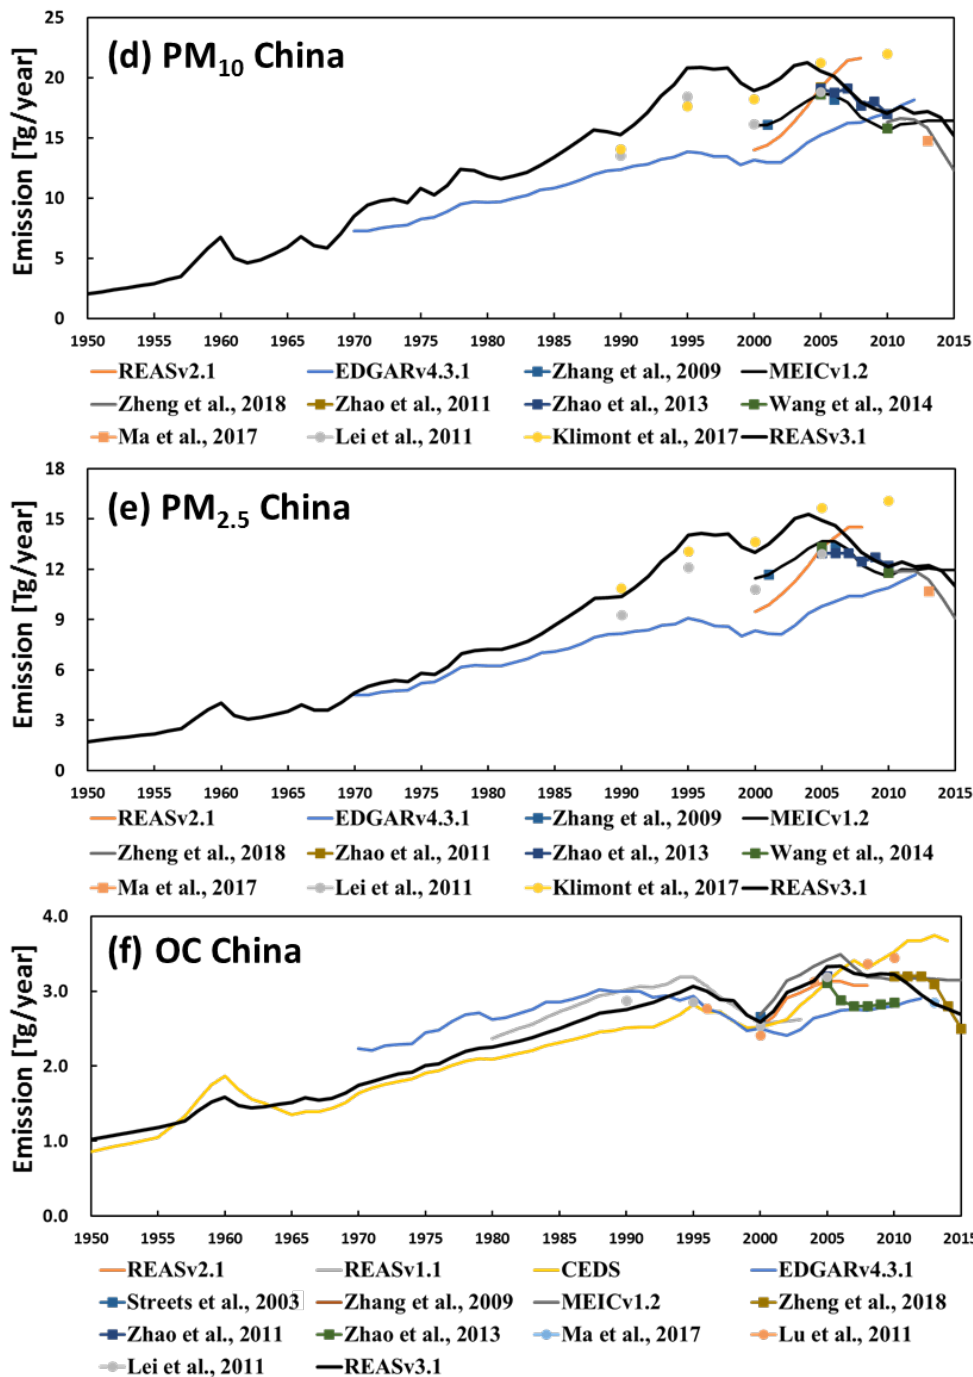 (d) PM10 China
Emission [Tg/year]
25
20
15
10
5
0
1950 1955 1960 1965 1970 1975 1980 1985 1990 1995 2000 2005 2010 2015
REASv2.1 EDGARv4.3.1 Zhang et al., 2009 MEICv1.2
Zheng et al., 2018 Zhao et al., 2011 Zhao et al., 2013 Wang et al., 2014
Ma et al., 2017 Lei et al., 2011 Klimont et al., 2017 REASv3.1
(e) PM2.5 China
Emission [Tg/year]
18
15
12
9
6
3
0
1950 1955 1960 1965 1970 1975 1980 1985 1990 1995 2000 2005 2010 2015
REASv2.1 EDGARv4.3.1 Zhang et al., 2009 MEICv1.2
Zheng et al., 2018 Zhao et al., 2011 Zhao et al., 2013 Wang et al., 2014
Ma et al., 2017 Lei et al., 2011 Klimont et al., 2017 REASv3.1
(f) OC China
Emission [Tg/year]
4.0
3.0
2.0
1.0
0.0
1950 1955 1960 1965 1970 1975 1980 1985 1990 1995 2000 2005 2010 2015
REASv2.1 REASv1.1 CEDS EDGARv4.3.1
Streets et al., 2003 Zhang et al., 2009 MEICv1.2 Zheng et al., 2018
Zhao et al., 2011 Zhao et al., 2013 Ma et al., 2017 Lu et al., 2011
Lei et al., 2011 REASv3.1